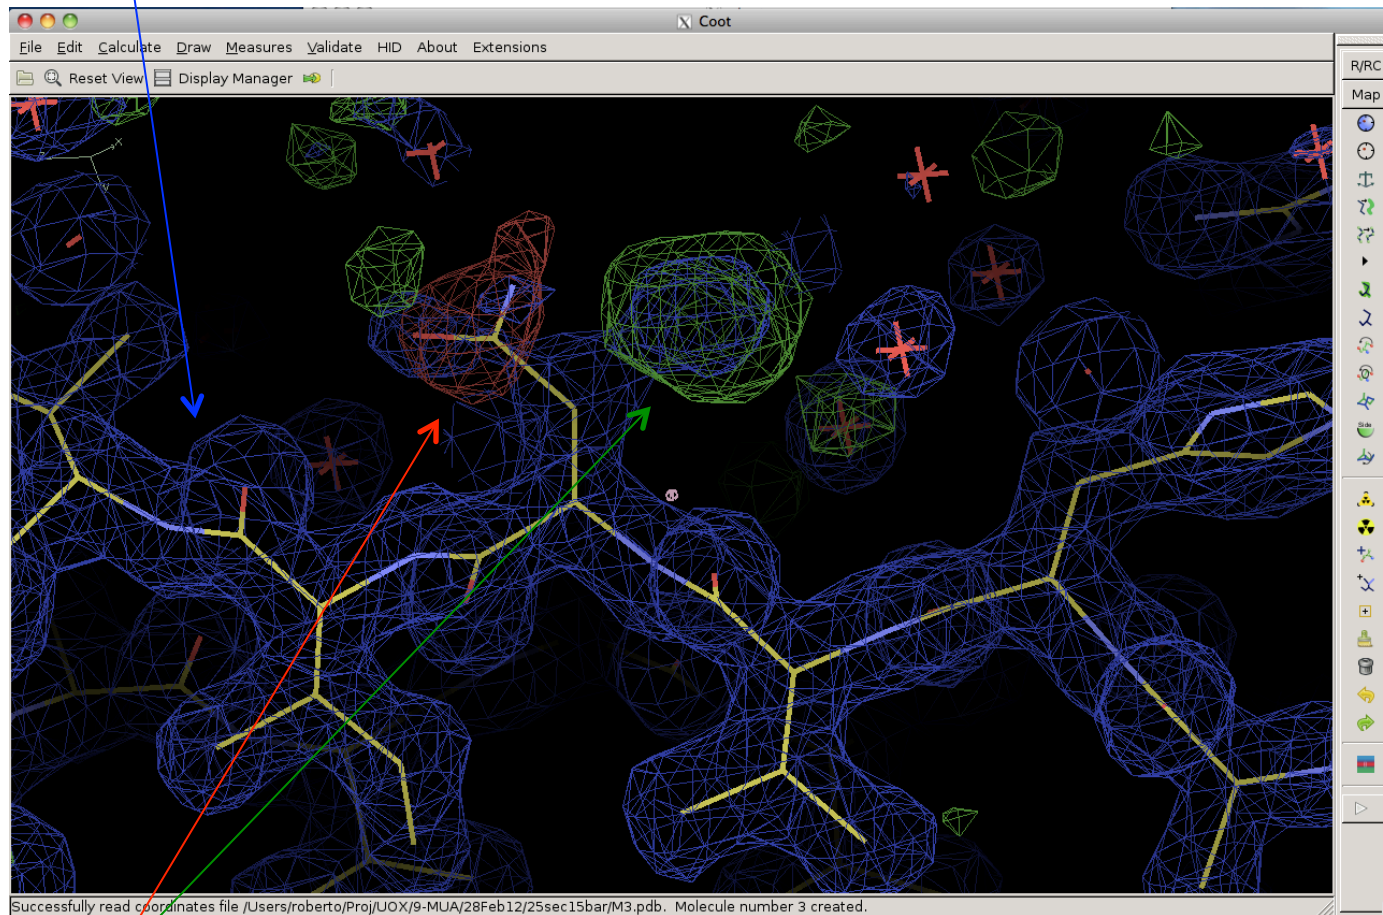 Coot
File Edit Calculate Draw Measures Validate HID About Extensions
R/RC
Reset View Display Manager
Map
Side
Successfully read coordinates file /Users/roberto/Proj/UOX/9-MUA/28Feb12/25sec15bar/M3.pdb. Molecule number 3 created.